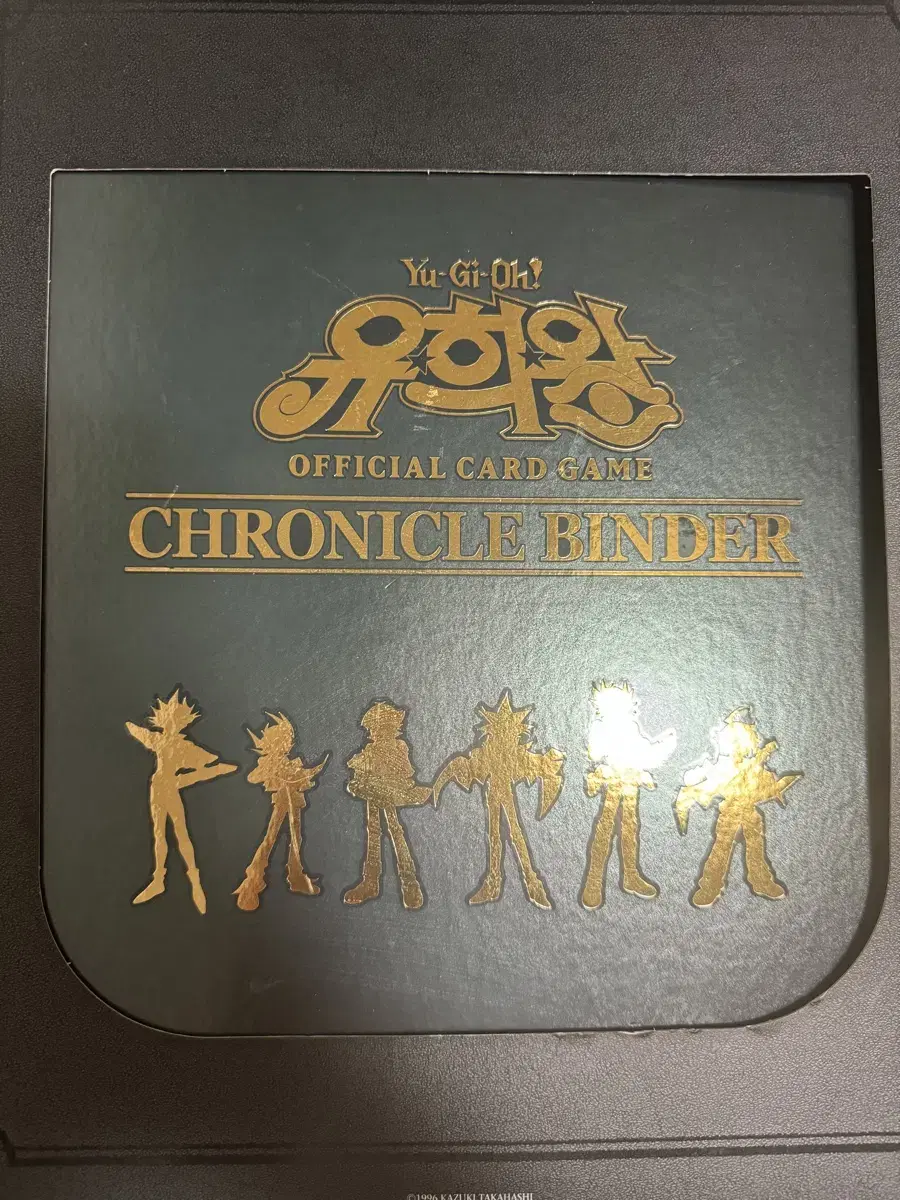 Yu-Gi-Oh!
유희왕
OFFICIAL CARD GAME
CHRONICLE BINDER
©1996 KAZUKI TAKAHASHI